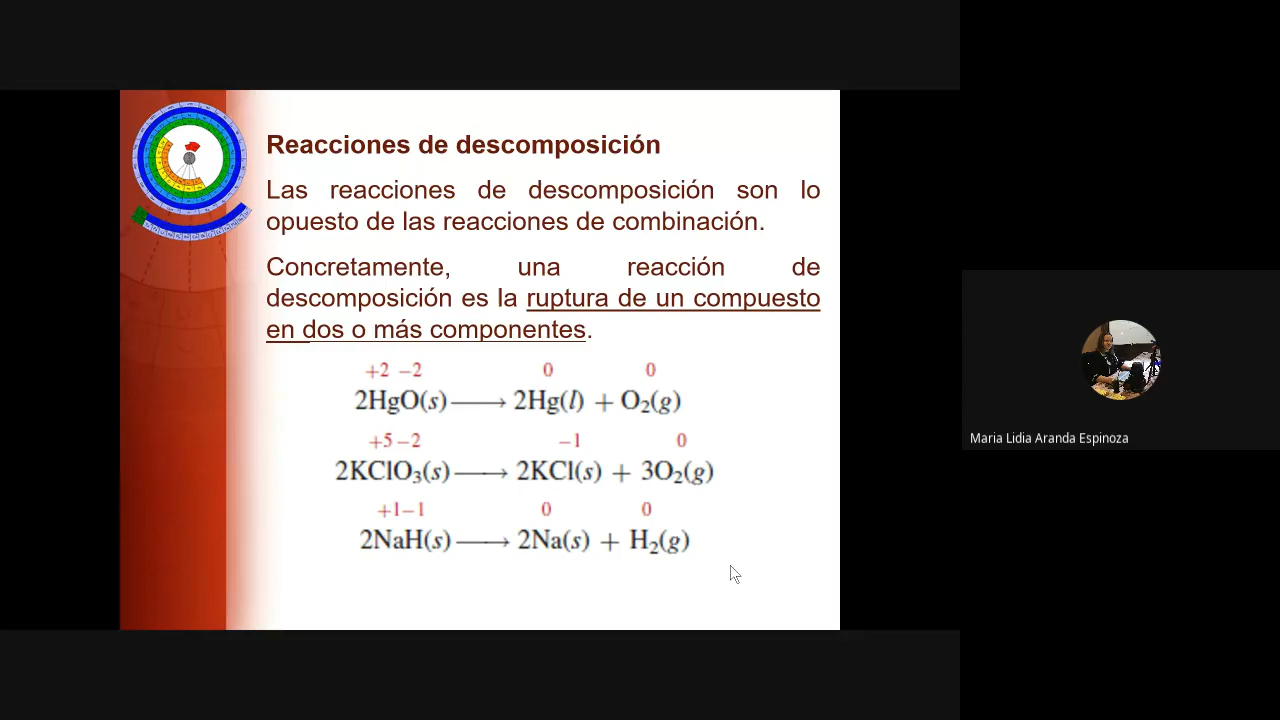 Reacciones de descomposición
Las reacciones de descomposición son lo
opuesto de las reacciones de combinación.
Concretamente, una reacción de
descomposición es la ruptura de un compuesto
en dos o más componentes.
+2 −2 0 0
2HgO(s) ⟶ 2Hg(l) + O₂(g)
+5 −2 −1 0
2KClO₃(s) ⟶ 2KCl(s) + 3O₂(g)
+1 −1 0 0
2NaH(s) ⟶ 2Na(s) + H₂(g)
Maria Lidia Aranda Espinoza